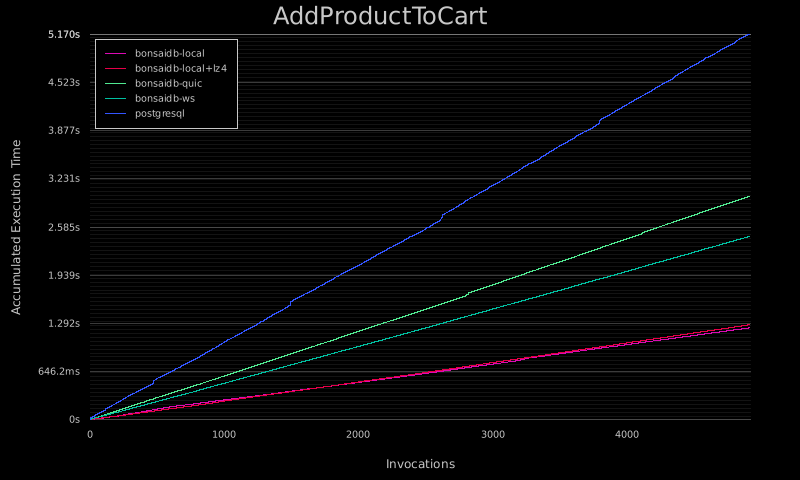 AddProductToCart
5.170s
4.523s
3.877s
3.231s
2.585s
1.939s
1.292s
646.2ms
0s
bonsaidb-local
bonsaidb-local+lz4
bonsaidb-quic
bonsaidb-ws
postgresql
Accumulated Execution Time
0
1000
2000
3000
4000
Invocations